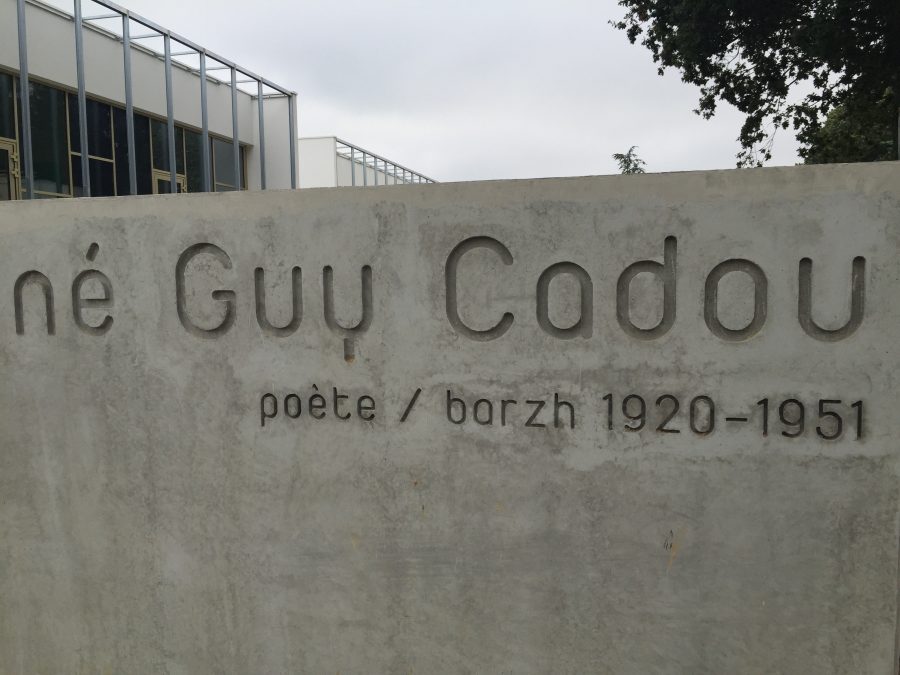 né Guy Cadou
poète / barzh 1920-1951